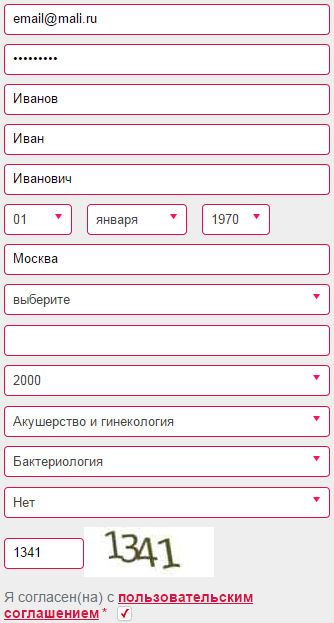 email@mali.ru
•••••••••
Иванов
Иван
Иванович
01 января 1970
Москва
выберите
2000
Акушерство и гинекология
Бактериология
Нет
1341 1341
Я согласен(на) с пользовательским
соглашением *